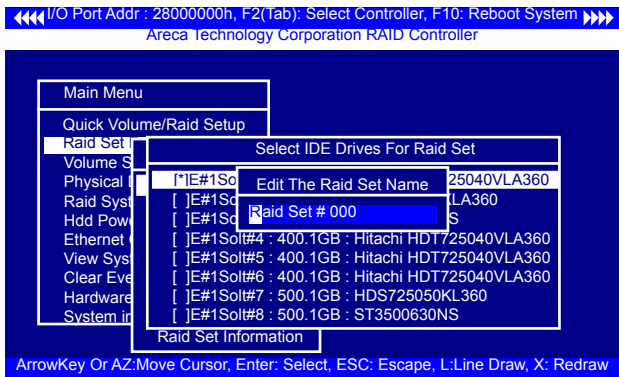 I/O Port Addr : 28000000h, F2(Tab): Select Controller, F10: Reboot System
Areca Technology Corporation RAID Controller
Main Menu
Quick Volume/Raid Setup
Raid Set
Volume S
Physical
Raid Syst
Hdd Pow
Ethernet
View Sys
Clear Eve
Hardware
System in
Select IDE Drives For Raid Set
[*]E#1So 25040VLA360
[ ]E#1So LA360
[ ]E#1So S
[ ]E#1Solt#4 : 400.1GB : Hitachi HDT725040VLA360
[ ]E#1Solt#5 : 400.1GB : Hitachi HDT725040VLA360
[ ]E#1Solt#6 : 400.1GB : Hitachi HDT725040VLA360
[ ]E#1Solt#7 : 500.1GB : HDS725050KL360
[ ]E#1Solt#8 : 500.1GB : ST3500630NS
Edit The Raid Set Name
Raid Set # 000
Raid Set Information
ArrowKey Or AZ:Move Cursor, Enter: Select, ESC: Escape, L:Line Draw, X: Redraw